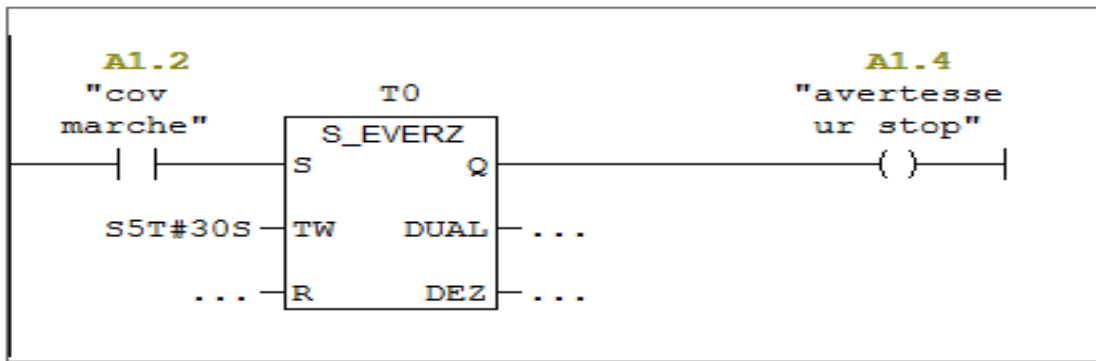 A1.2
"cov
marche"
T0
S_EVERZ
S Q
S5T#30S TW DUAL ...
... R DEZ ...
A1.4
"avertesse
ur stop"